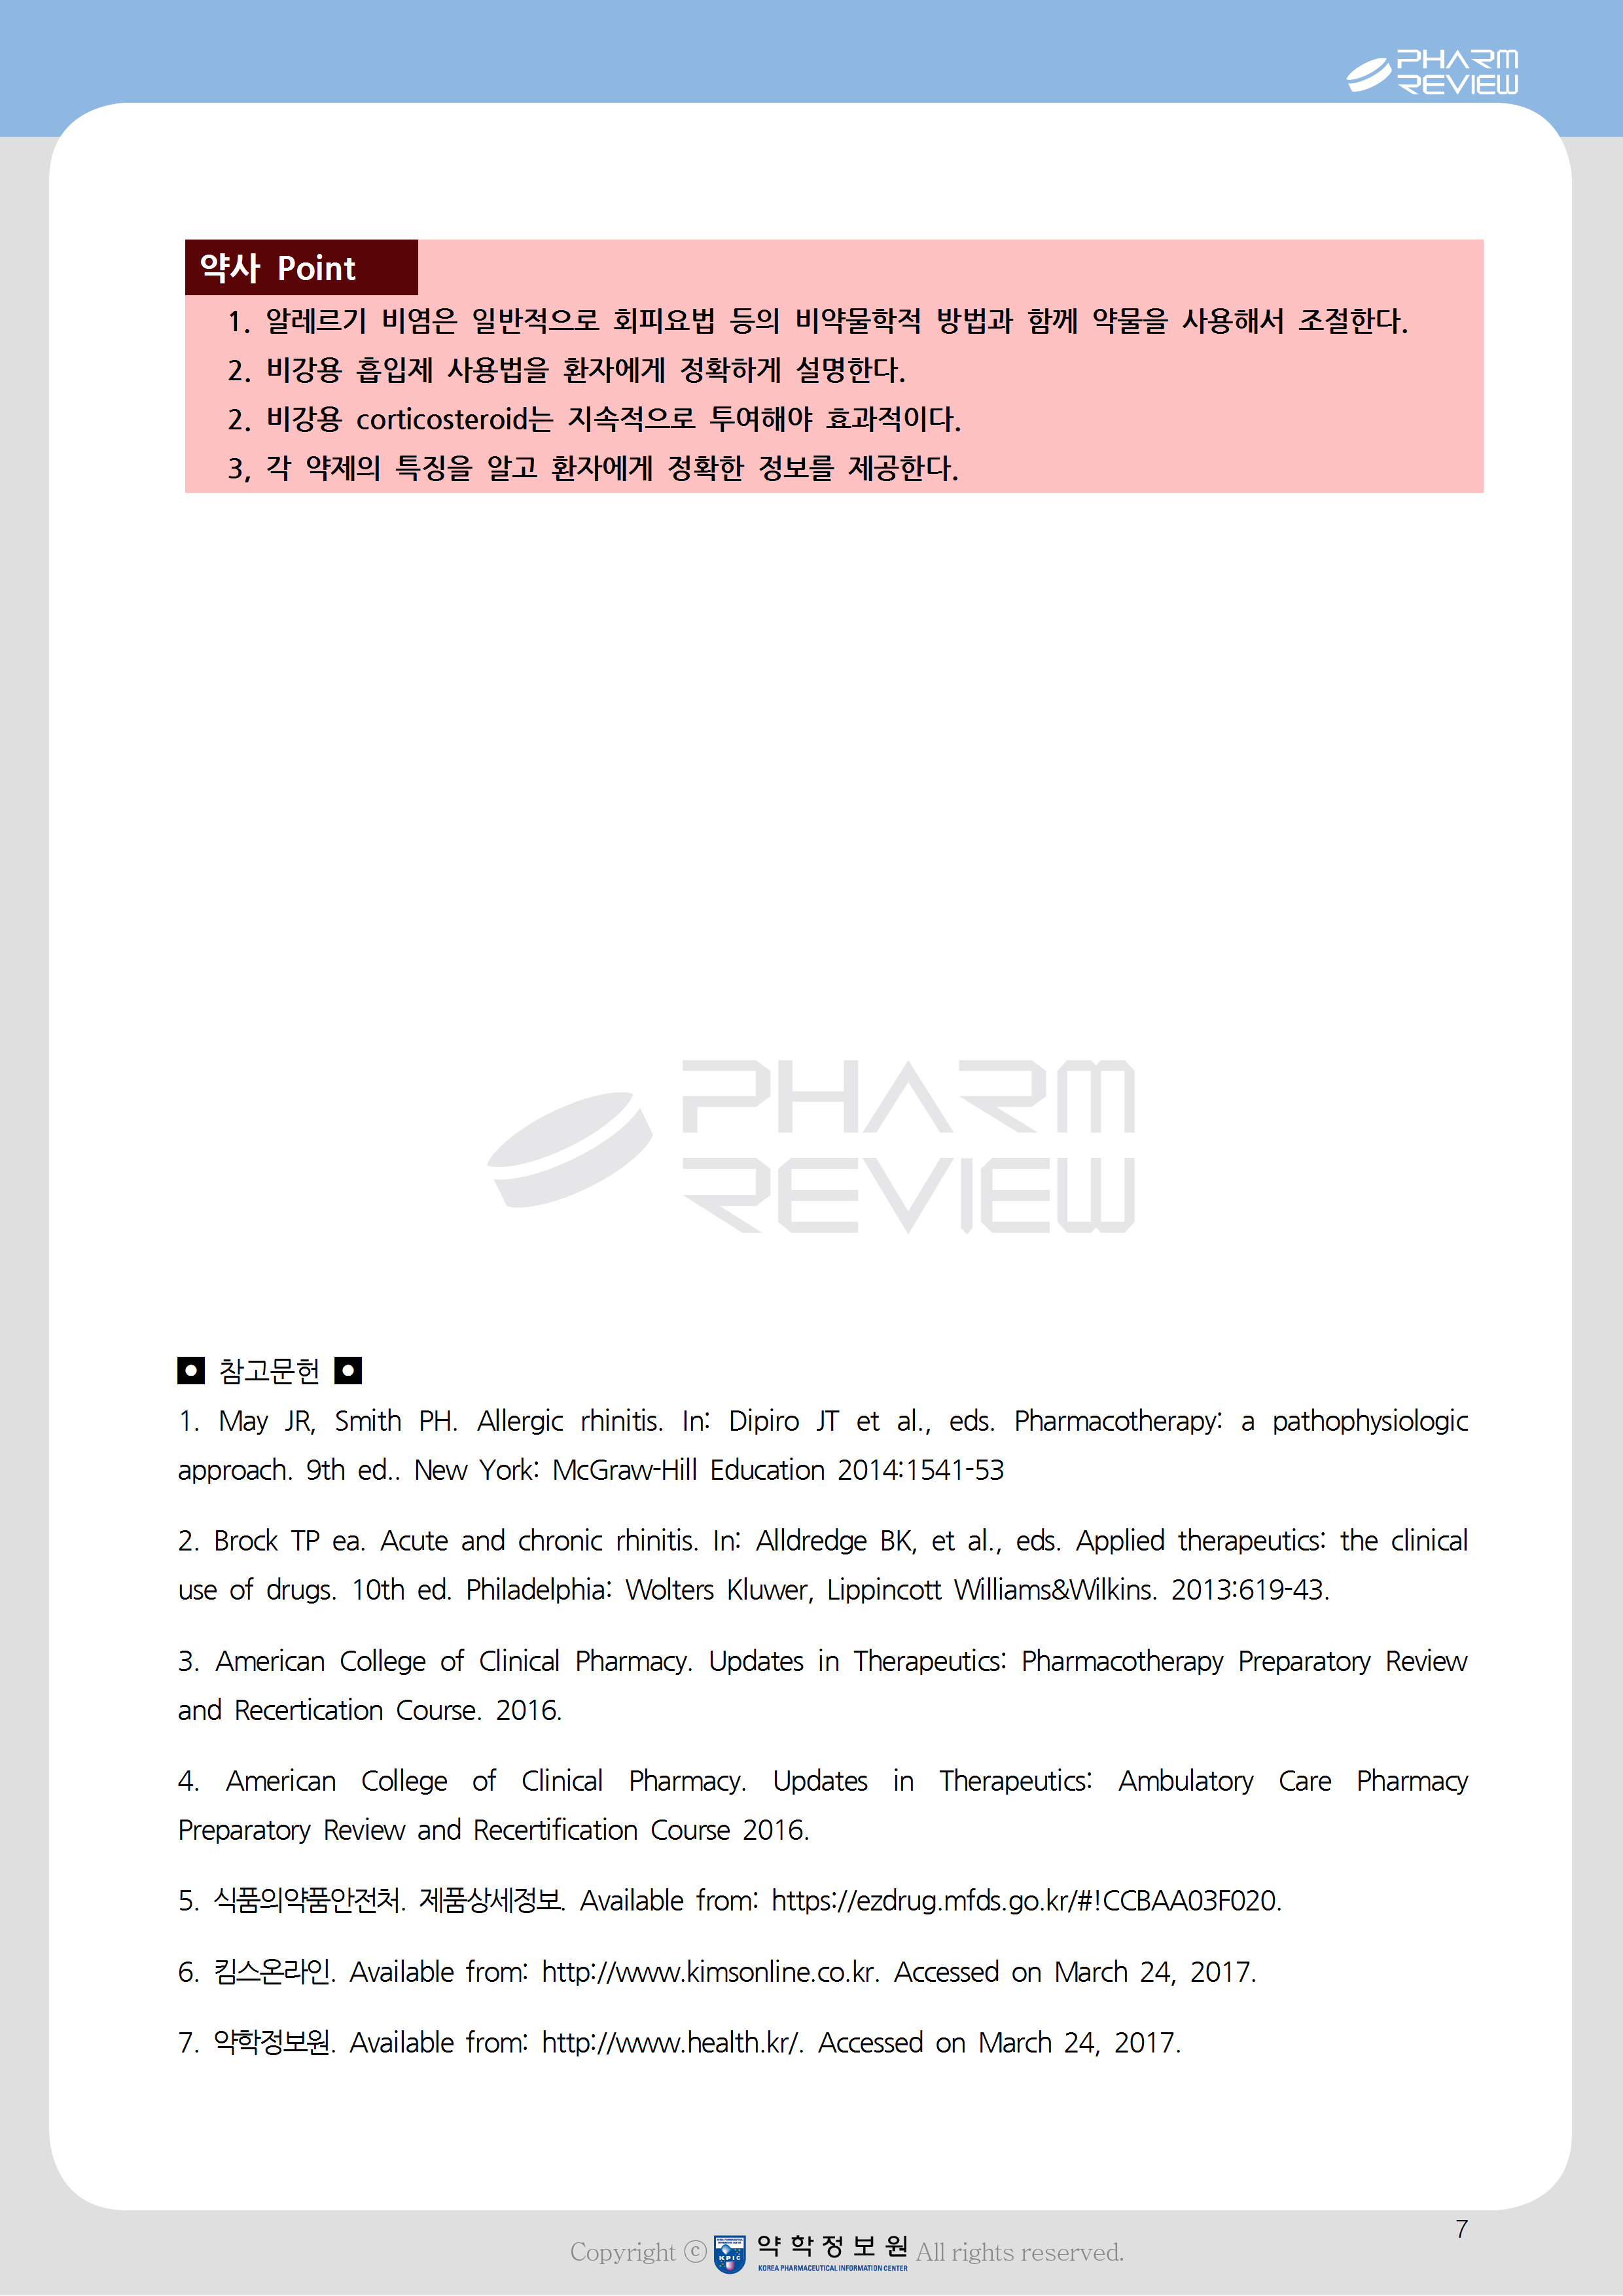 PHARM
REVIEW
약사 Point
1. 알레르기 비염은 일반적으로 회피요법 등의 비약물학적 방법과 함께 약물을 사용해서 조절한다.
2. 비강용 흡입제 사용법을 환자에게 정확하게 설명한다.
2. 비강용 corticosteroid는 지속적으로 투여해야 효과적이다.
3, 각 약제의 특징을 알고 환자에게 정확한 정보를 제공한다.
PHARM
REVIEW
참고문헌
1. May JR, Smith PH. Allergic rhinitis. In: Dipiro JT et al., eds. Pharmacotherapy: a pathophysiologic
approach. 9th ed.. New York: McGraw-Hill Education 2014:1541-53
2. Brock TP ea. Acute and chronic rhinitis. In: Alldredge BK, et al., eds. Applied therapeutics: the clinical
use of drugs. 10th ed. Philadelphia: Wolters Kluwer, Lippincott Williams&Wilkins. 2013:619-43.
3. American College of Clinical Pharmacy. Updates in Therapeutics: Pharmacotherapy Preparatory Review
and Recertication Course. 2016.
4. American College of Clinical Pharmacy. Updates in Therapeutics: Ambulatory Care Pharmacy
Preparatory Review and Recertification Course 2016.
5. 식품의약품안전처. 제품상세정보. Available from: https://ezdrug.mfds.go.kr/#!CCBAA03F020.
6. 킴스온라인. Available from: http://www.kimsonline.co.kr. Accessed on March 24, 2017.
7. 약학정보원. Available from: http://www.health.kr/. Accessed on March 24, 2017.
7
Copyright ⓒ KPIC 약학정보원 All rights reserved.
KOREA PHARMACEUTICAL INFORMATION CENTER